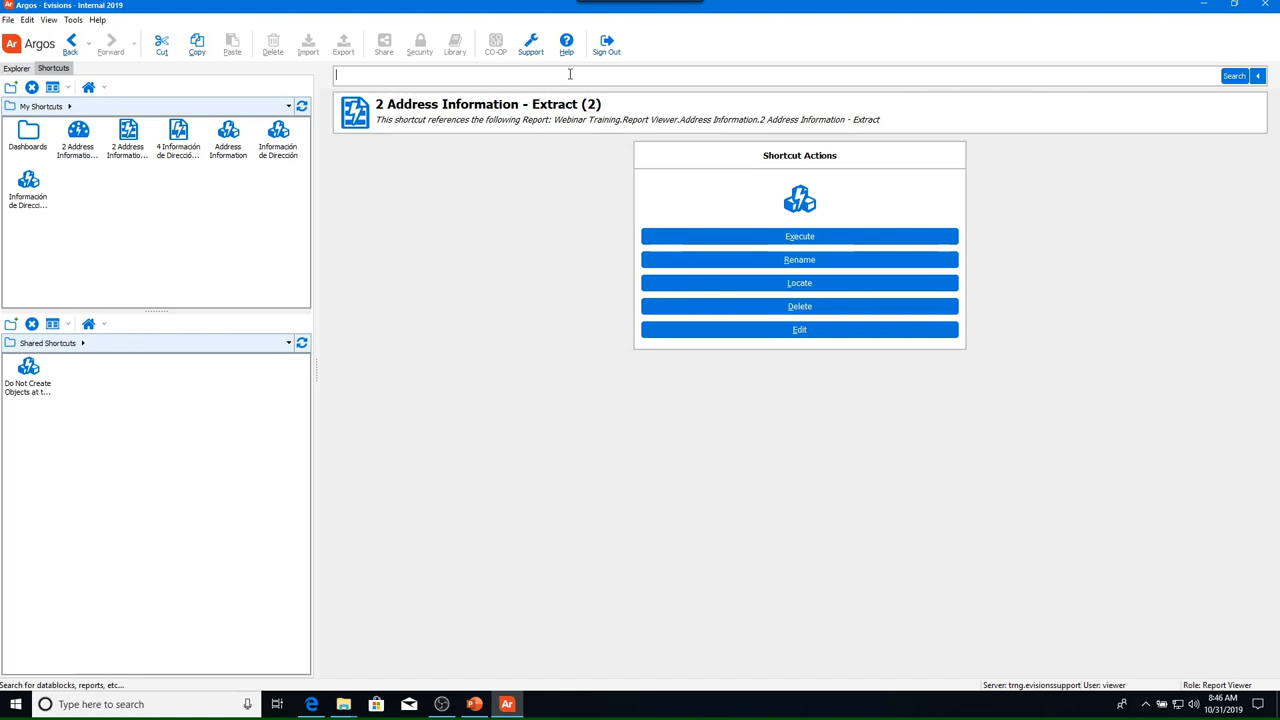 Argos - Evisions - Internal 2019
File Edit View Tools Help
Ar Argos Back Forward Cut Copy Paste Delete Import Export Share Security Library CO-OP Support Help Sign Out
Explorer Shortcuts
Search
My Shortcuts
2 Address Information - Extract (2)
This shortcut references the following Report: Webinar Training.Report Viewer.Address Information.2 Address Information - Extract
Dashboards
2 Address
Informatio...
2 Address
Informatio...
4 Información
de Direcció...
Address
Information
Información
de Dirección
Información
de Direcci...
Shortcut Actions
Execute
Rename
Locate
Delete
Edit
Shared Shortcuts
Do Not Create
Objects at t...
Search for datablocks, reports, etc...
Server: trng.evisionssupport User: viewer
Role: Report Viewer
Type here to search
Ar
8:46 AM
10/31/2019